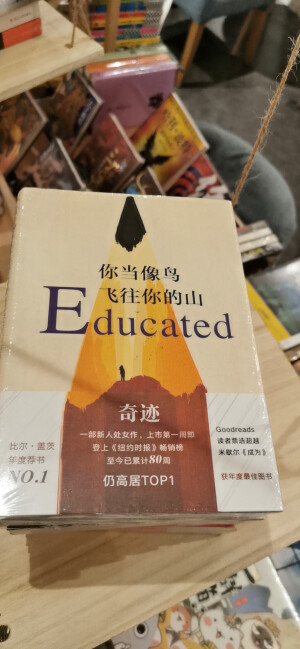 你当像鸟
飞往你的山
Educated
奇迹
一部新人处女作，上市第一周即
登上《纽约时报》畅销榜
至今已累计80周
仍高居TOP1
比尔·盖茨
年度荐书
NO.1
Goodreads
读者票选超越
米歇尔《成为》
获年度最佳图书